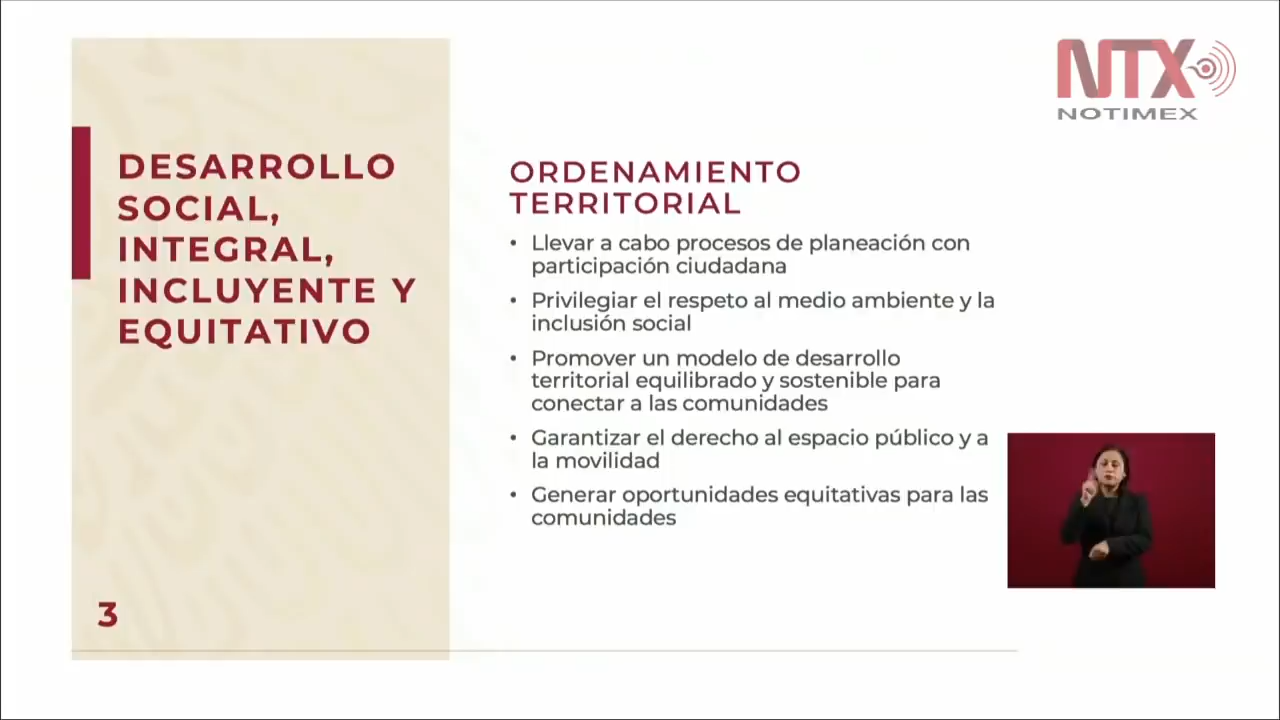 NTX
NOTIMEX
DESARROLLO
SOCIAL,
INTEGRAL,
INCLUYENTE Y
EQUITATIVO
3
ORDENAMIENTO
TERRITORIAL
• Llevar a cabo procesos de planeación con
participación ciudadana
• Privilegiar el respeto al medio ambiente y la
inclusión social
• Promover un modelo de desarrollo
territorial equilibrado y sostenible para
conectar a las comunidades
• Garantizar el derecho al espacio público y a
la movilidad
• Generar oportunidades equitativas para las
comunidades